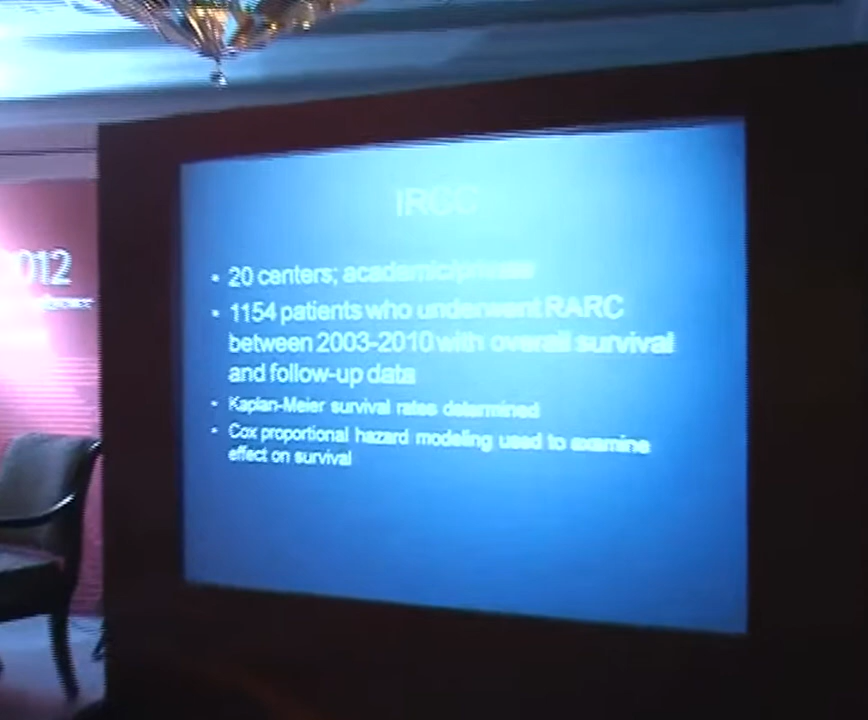 2012
IRCC
• 20 centers; academic/private
• 1154 patients who underwent RARC
between 2003-2010 with overall survival
and follow-up data
• Kaplan-Meier survival rates determined
• Cox proportional hazard modeling used to examine
effect on survival